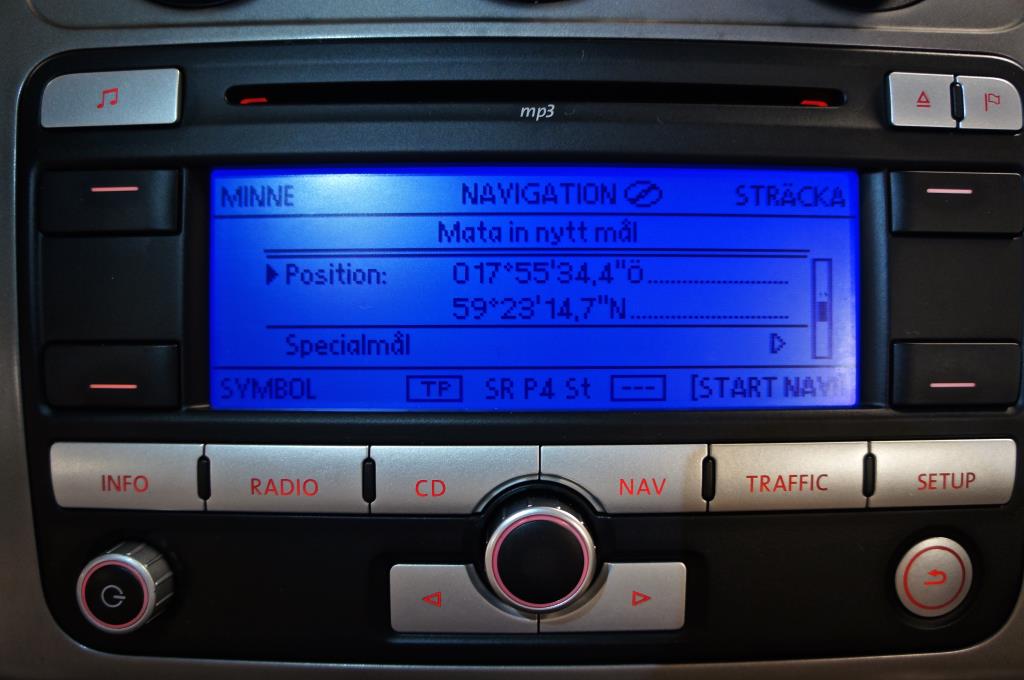 mp3
MINNE NAVIGATION STRÄCKA
Mata in nytt mål
Position: 017°55'34,4"ö
59°23'14,7"N
Specialmål
SYMBOL TP SR P4 St --- [START NAVI
INFO RADIO CD NAV TRAFFIC SETUP